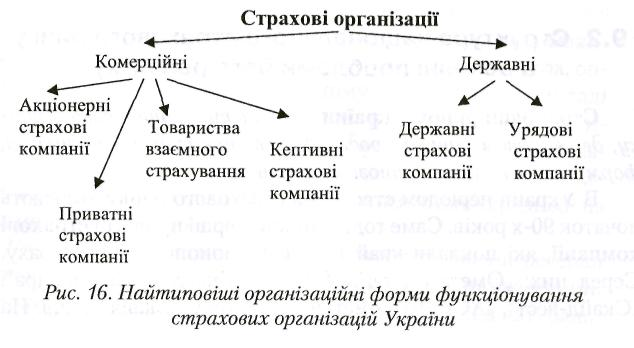 Страхові організації
Комерційні
Державні
Акціонерні
страхові
компанії
Товариства
взаємного
страхування
Кептивні
страхові
компанії
Державні
страхові
компанії
Урядові
страхові
компанії
Приватні
страхові
компанії
Рис. 16. Найтиповіші організаційні форми функціонування
страхових організацій України